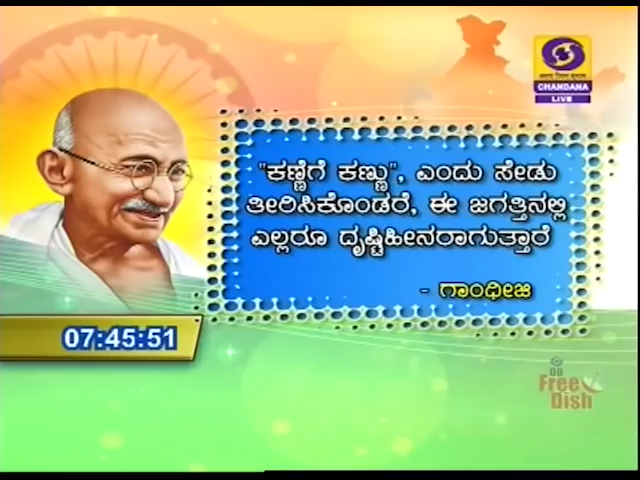 CHANDANA
LIVE
"ಕಣ್ಣಿಗೆ ಕಣ್ಣು", ಎಂದು ಸೇಡು
ತೀರಿಸಿಕೊಂಡರೆ, ಈ ಜಗತ್ತಿನಲ್ಲಿ
ಎಲ್ಲರೂ ದೃಷ್ಟಿಹೀನರಾಗುತ್ತಾರೆ
- ಗಾಂಧೀಜಿ
07:45:51
DD
Free
Dish